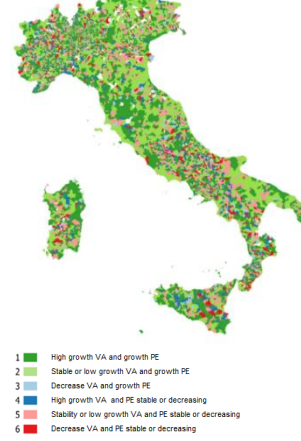 1 High growth VA and growth PE
2 Stable or low growth VA and growth PE
3 Decrease VA and growth PE
4 High growth VA and PE stable or decreasing
5 Stability or low growth VA and PE stable or decreasing
6 Decrease VA and PE stable or decreasing